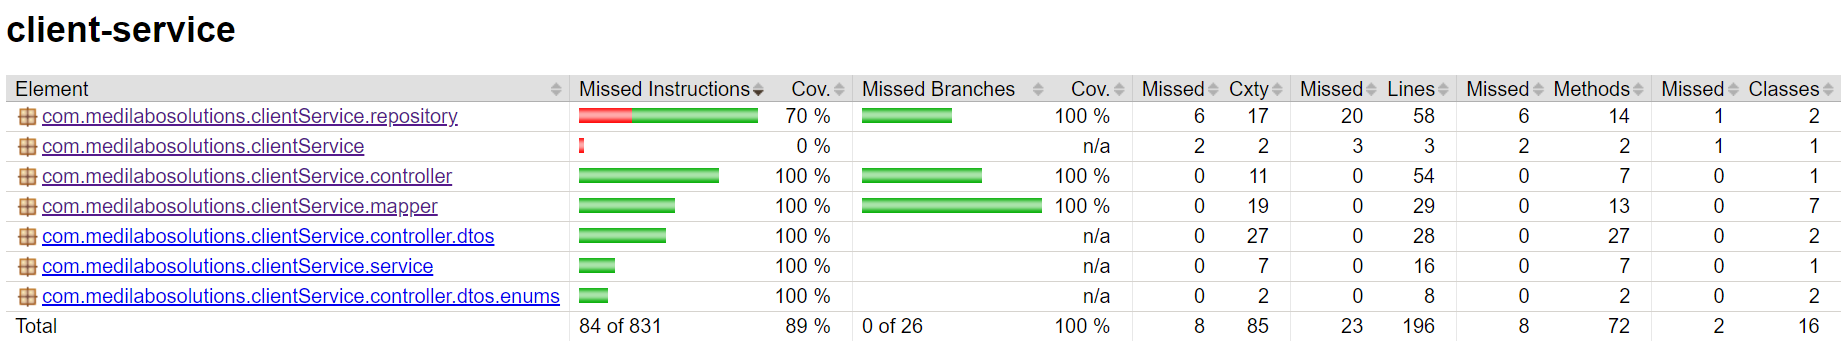 client-service
Element Missed Instructions Cov. Missed Branches Cov. Missed Cxty Missed Lines Missed Methods Missed Classes
com.medilabosolutions.clientService.repository 70 % 100 % 6 17 20 58 6 14 1 2
com.medilabosolutions.clientService 0 % n/a 2 2 3 3 2 2 1 1
com.medilabosolutions.clientService.controller 100 % 100 % 0 11 0 54 0 7 0 1
com.medilabosolutions.clientService.mapper 100 % 100 % 0 19 0 29 0 13 0 7
com.medilabosolutions.clientService.controller.dtos 100 % n/a 0 27 0 28 0 27 0 2
com.medilabosolutions.clientService.service 100 % n/a 0 7 0 16 0 7 0 1
com.medilabosolutions.clientService.controller.dtos.enums 100 % n/a 0 2 0 8 0 2 0 2
Total 84 of 831 89 % 0 of 26 100 % 8 85 23 196 8 72 2 16